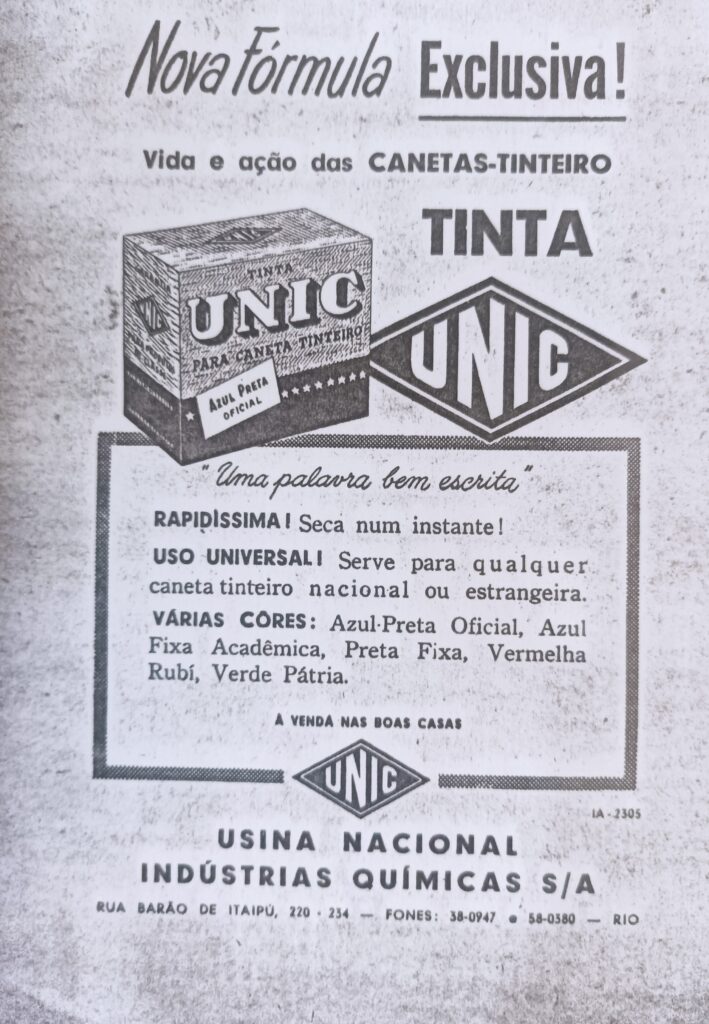 Nova Fórmula Exclusiva!
Vida e ação das CANETAS-TINTEIRO
TINTA
UNIC
TINTA
UNIC
PARA CANETA TINTEIRO
AZUL PRETA
OFICIAL
UNIC
"Uma palavra bem escrita"
RAPIDÌSSIMA! Seca num instante!
USO UNIVERSAL! Serve para qualquer
caneta tinteiro nacional ou estrangeira.
VÁRIAS CÔRES: Azul-Preta Oficial, Azul
Fixa Acadêmica, Preta Fixa, Vermelha
Rubí, Verde Pátria.
A VENDA NAS BOAS CASAS
UNIC
IA-2305
USINA NACIONAL
INDÚSTRIAS QUÍMICAS S/A
RUA BARÃO DE ITAIPÚ, 220 - 234 — FONES: 38-0947 e 58-0380 — RIO